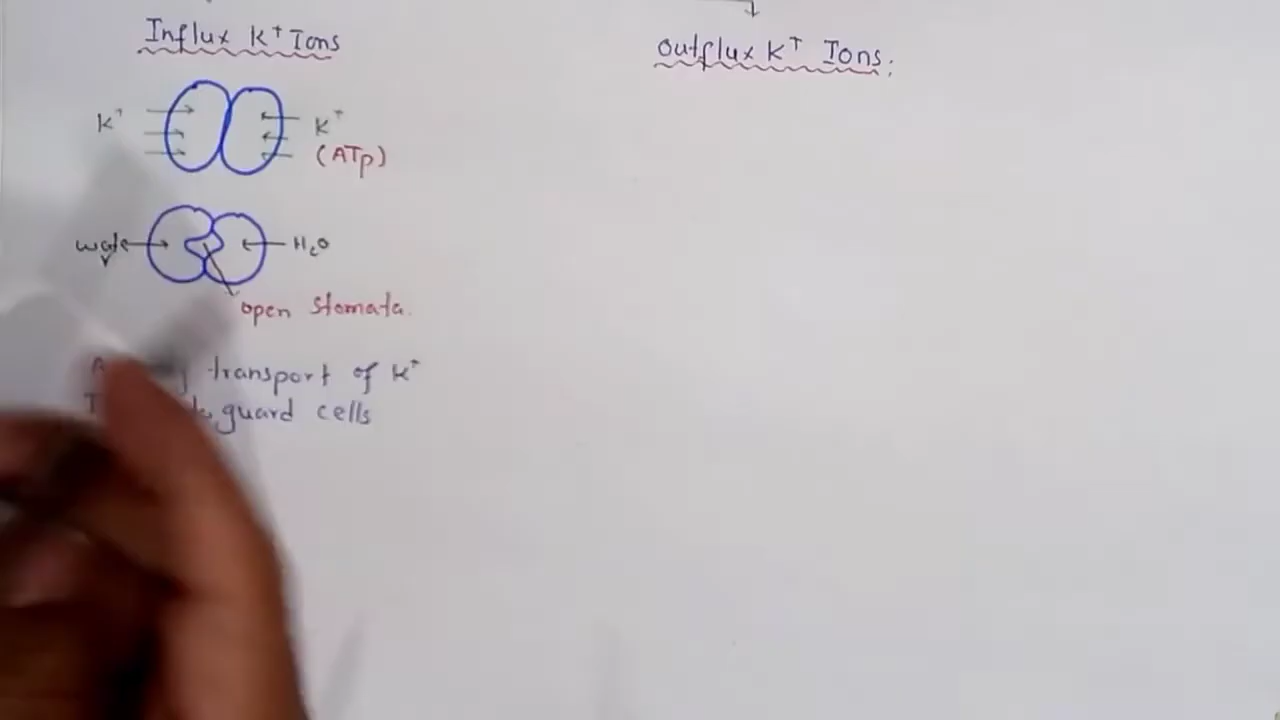 Influx K⁺ Ions
outflux K⁺ Ions:
K⁺
K⁺
(ATp)
H₂O
open Stomata.
transport of K⁺
guard cells